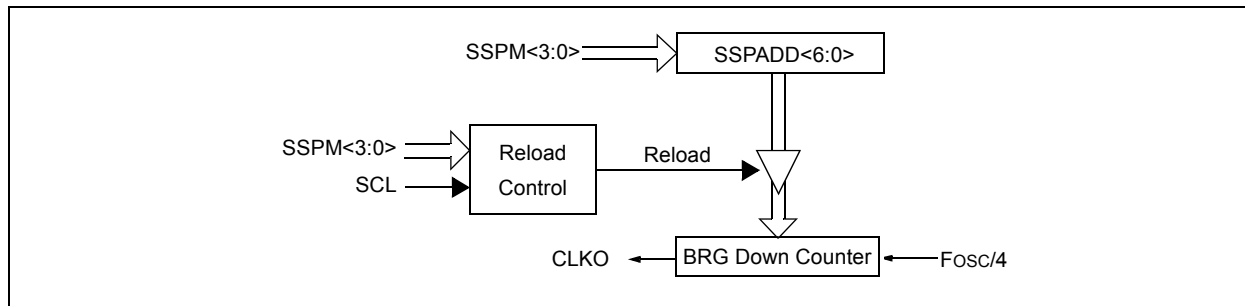 SSPM<3:0>
SSPADD<6:0>
SSPM<3:0>
SCL
Reload
Control
Reload
CLKO
BRG Down Counter
Fosc/4